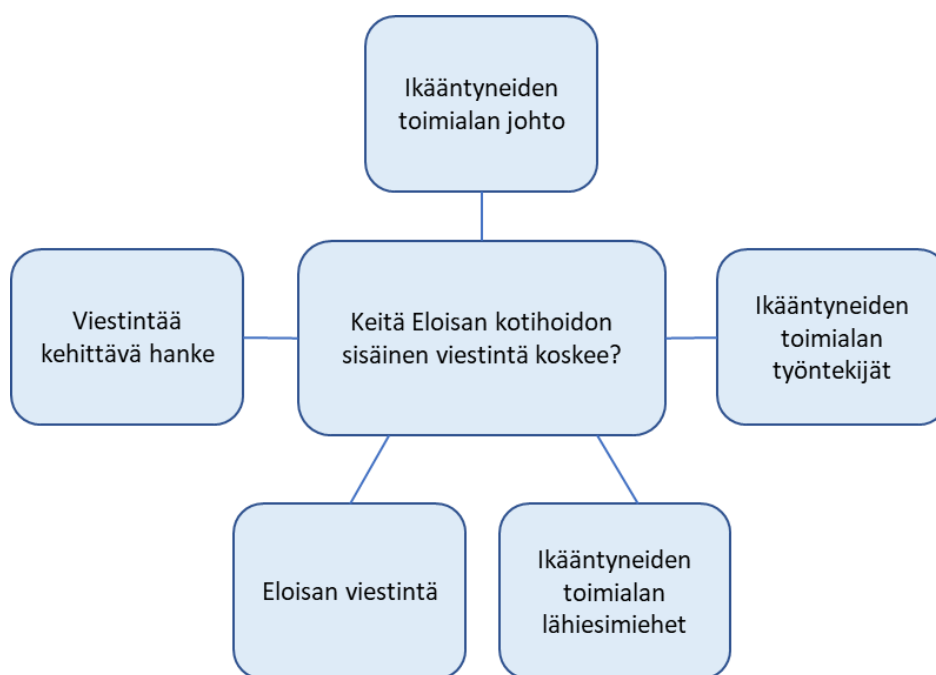 Ikääntyneiden
toimialan johto
Viestintää
kehittävä hanke
Keitä Eloisan kotihoidon
sisäinen viestintä koskee?
Ikääntyneiden
toimialan
työntekijät
Eloisan viestintä
Ikääntyneiden
toimialan
lähiesimiehet